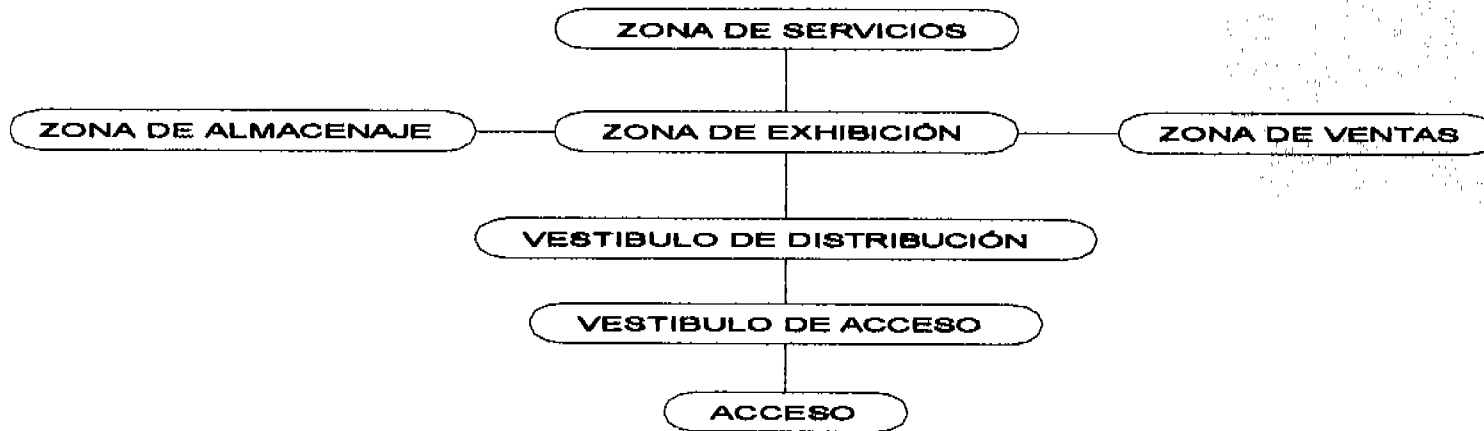 ZONA DE SERVICIOS
ZONA DE ALMACENAJE
ZONA DE EXHIBICIÓN
ZONA DE VENTAS
VESTIBULO DE DISTRIBUCIÓN
VESTIBULO DE ACCESO
ACCESO